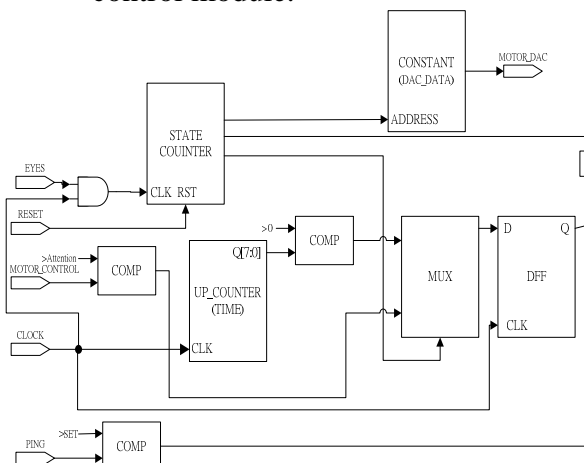 control module.
CONSTANT
(DAC_DATA)
MOTOR_DAC
ADDRESS
STATE
COUINTER
EYES
CLK RST
RESET
>0
>Attention
COMP
Q[7:0]
MOTOR_CONTROL
COMP
UP_COUNTER
(TIME)
D
Q
MUX
DFF
CLOCK
CLK
CLK
>SET
COMP
PING